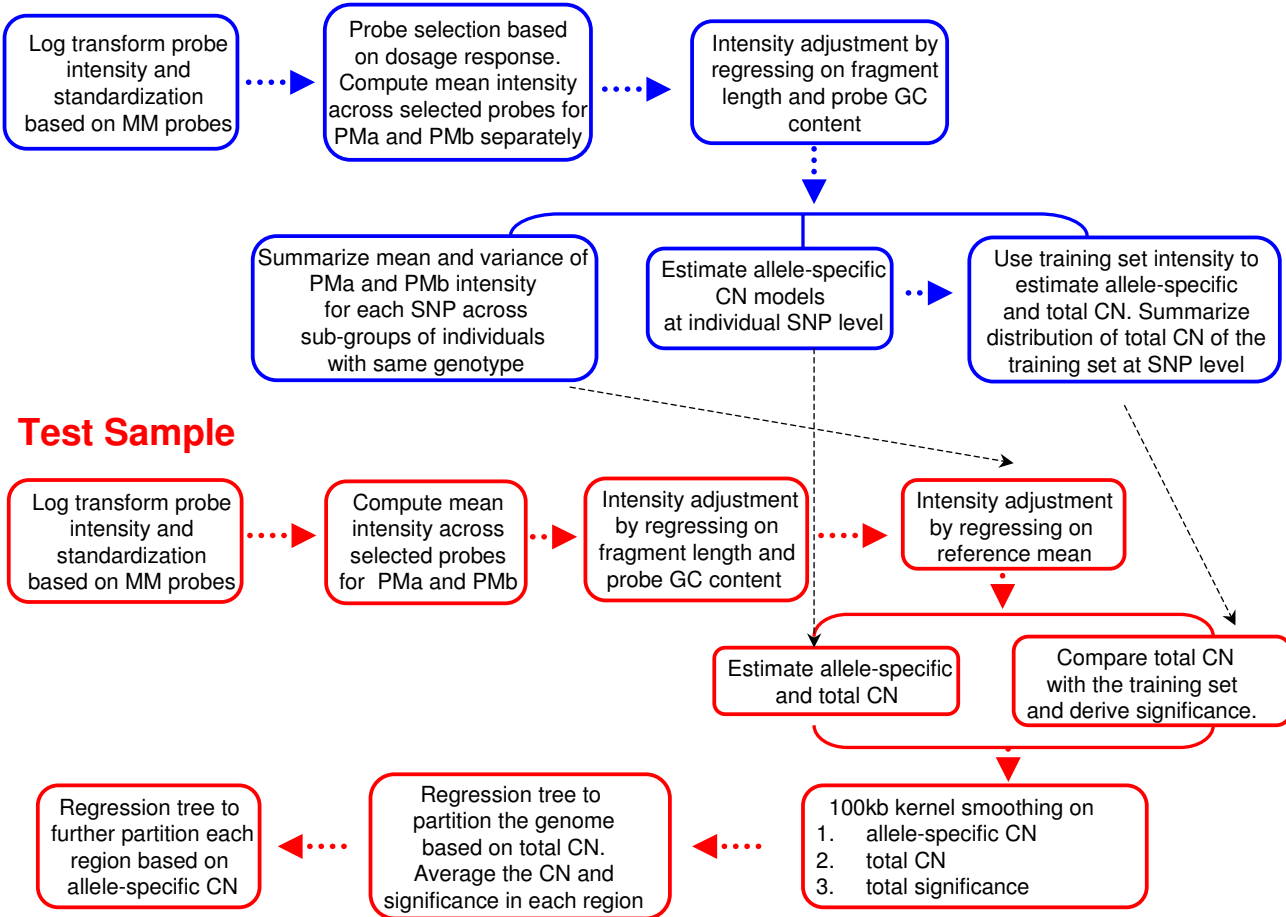 Log transform probe
intensity and
standardization
based on MM probes
Probe selection based
on dosage response.
Compute mean intensity
across selected probes for
PMa and PMb separately
Intensity adjustment by
regressing on fragment
length and probe GC
content
Summarize mean and variance of
PMa and PMb intensity
for each SNP across
sub-groups of individuals
with same genotype
Estimate allele-specific
CN models
at individual SNP level
Use training set intensity to
estimate allele-specific
and total CN. Summarize
distribution of total CN of the
training set at SNP level
Test Sample
Log transform probe
intensity and
standardization
based on MM probes
Compute mean
intensity across
selected probes
for PMa and PMb
Intensity adjustment
by regressing on
fragment length and
probe GC content
Intensity adjustment
by regressing on
reference mean
Estimate allele-specific
and total CN
Compare total CN
with the training set
and derive significance.
100kb kernel smoothing on
1. allele-specific CN
2. total CN
3. total significance
Regression tree to
partition the genome
based on total CN.
Average the CN and
significance in each region
Regression tree to
further partition each
region based on
allele-specific CN